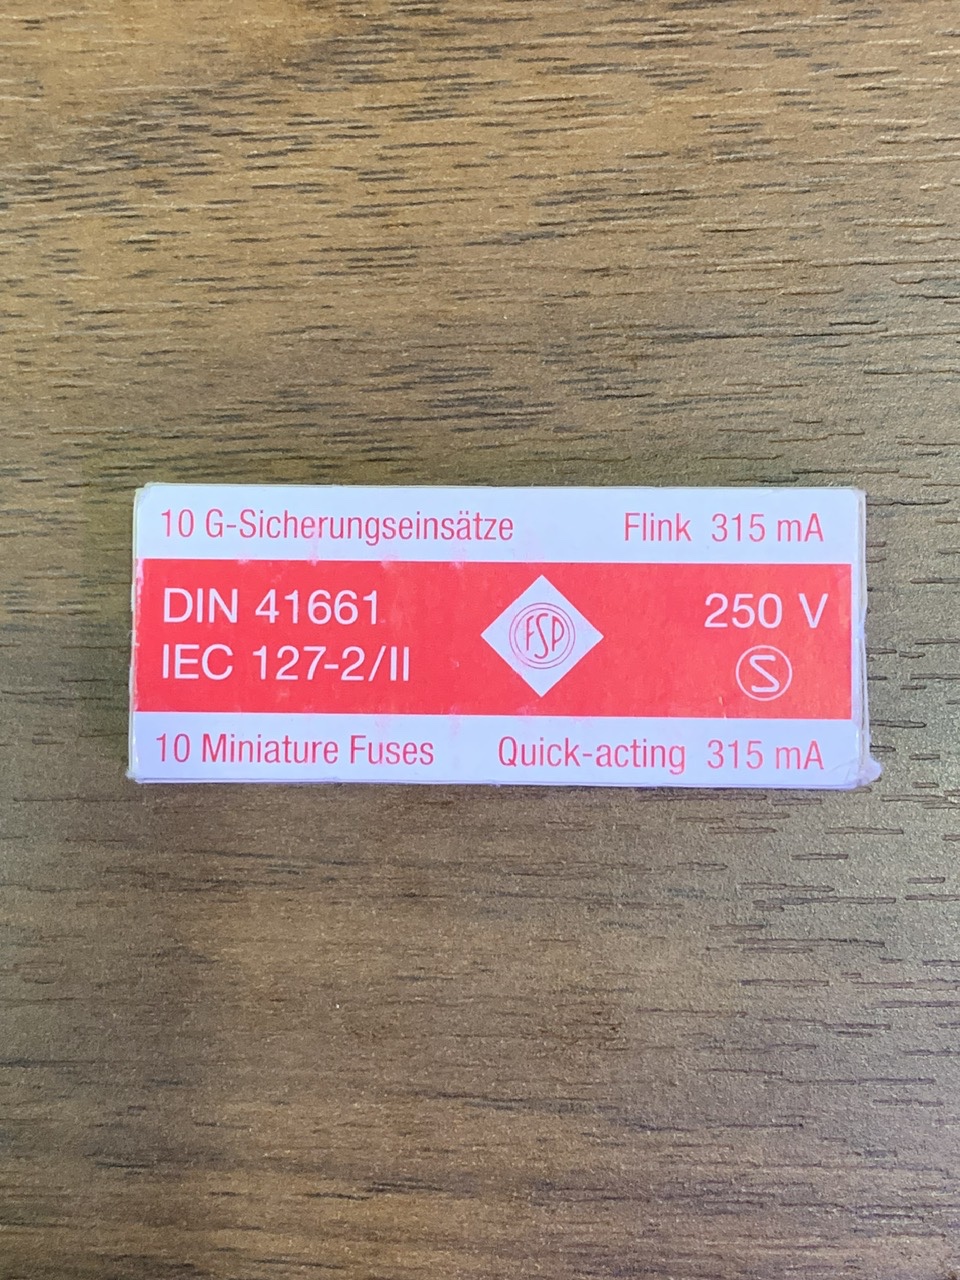 10 G-Sicherungseinsätze Flink 315 mA
DIN 41661 250 V
IEC 127-2/II S
FSP
10 Miniature Fuses Quick-acting 315 mA